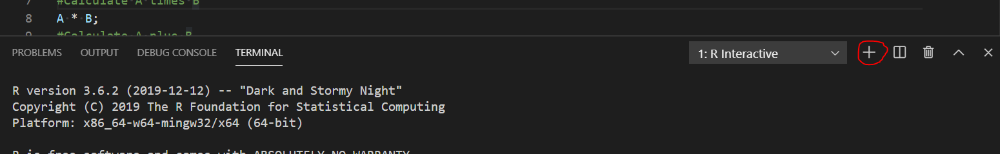 7 #Calculate A times B
8 A * B;
9 #Calculate A plus B
PROBLEMS OUTPUT DEBUG CONSOLE TERMINAL 1: R Interactive
R version 3.6.2 (2019-12-12) -- "Dark and Stormy Night"
Copyright (C) 2019 The R Foundation for Statistical Computing
Platform: x86_64-w64-mingw32/x64 (64-bit)
R is free software and comes with ABSOLUTELY NO WARRANTY